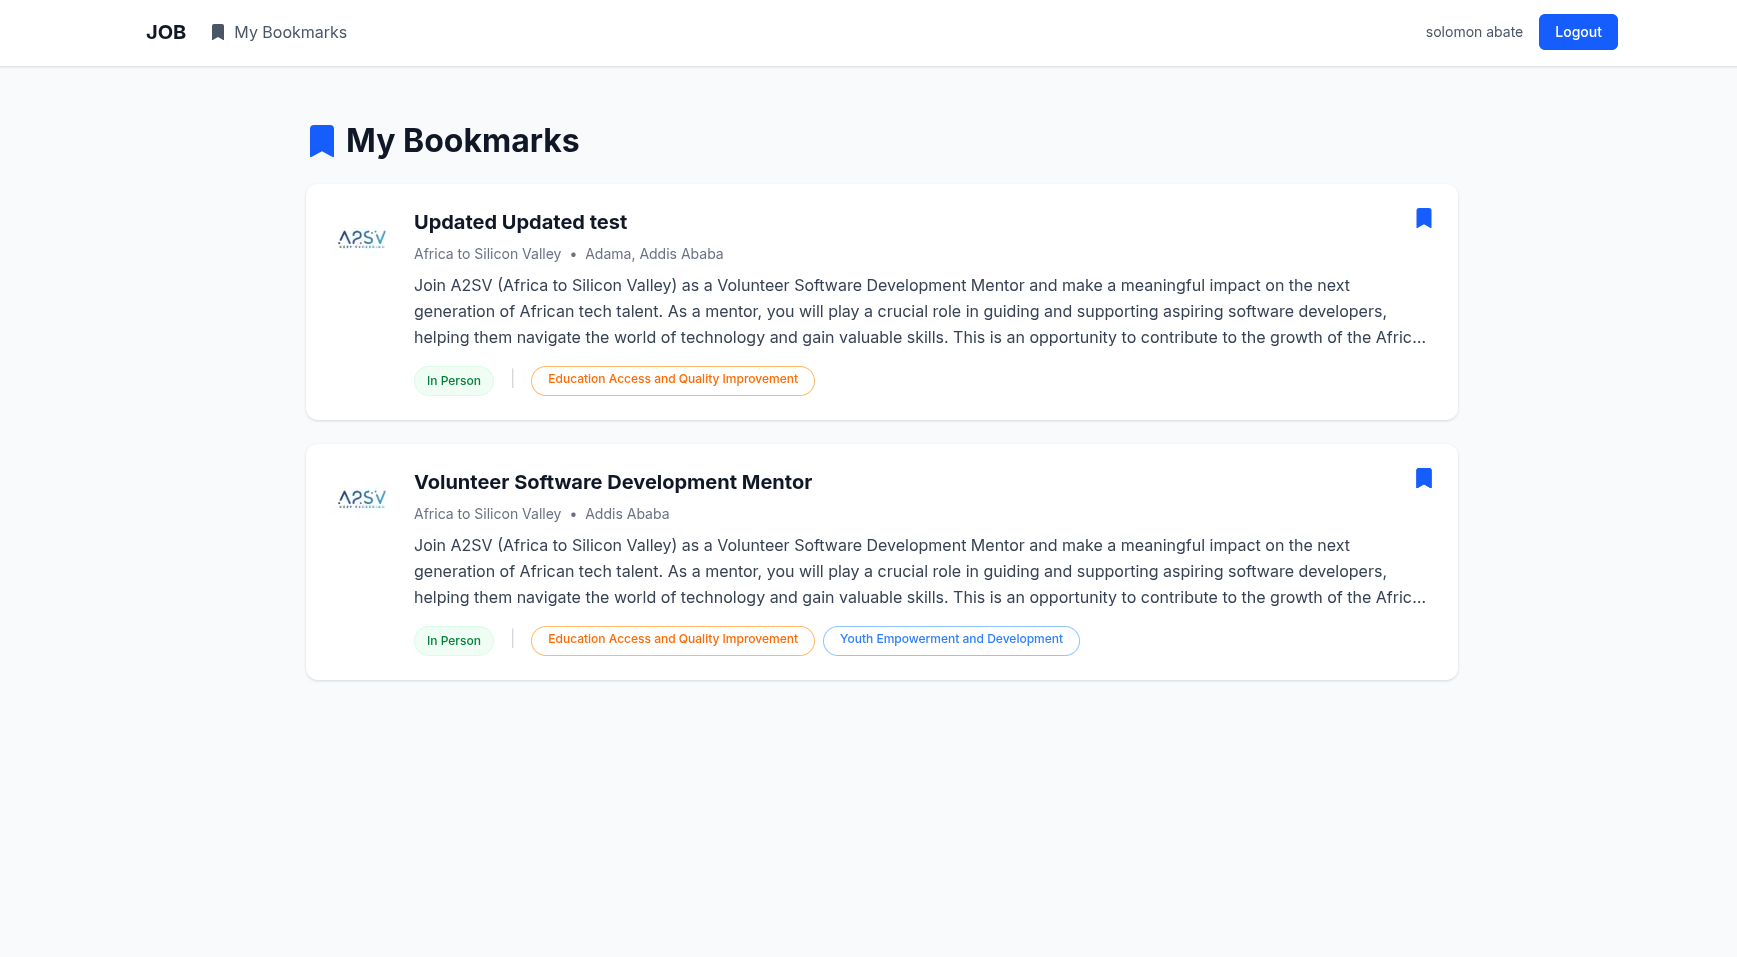 JOB My Bookmarks solomon abate Logout
My Bookmarks
Updated Updated test
Africa to Silicon Valley • Adama, Addis Ababa
Join A2SV (Africa to Silicon Valley) as a Volunteer Software Development Mentor and make a meaningful impact on the next
generation of African tech talent. As a mentor, you will play a crucial role in guiding and supporting aspiring software developers,
helping them navigate the world of technology and gain valuable skills. This is an opportunity to contribute to the growth of the Afric...
In Person | Education Access and Quality Improvement
A2SV
Volunteer Software Development Mentor
Africa to Silicon Valley • Addis Ababa
Join A2SV (Africa to Silicon Valley) as a Volunteer Software Development Mentor and make a meaningful impact on the next
generation of African tech talent. As a mentor, you will play a crucial role in guiding and supporting aspiring software developers,
helping them navigate the world of technology and gain valuable skills. This is an opportunity to contribute to the growth of the Afric...
In Person | Education Access and Quality Improvement Youth Empowerment and Development
A2SV